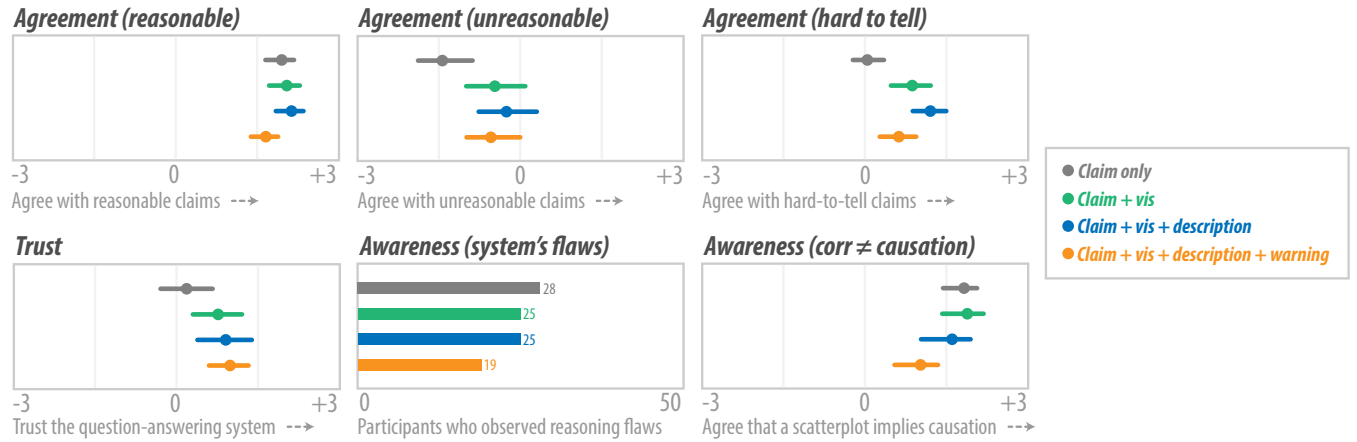 Agreement (reasonable)
Agreement (unreasonable)
Agreement (hard to tell)
-3 0 +3
-3 0 +3
-3 0 +3
Agree with reasonable claims
Agree with unreasonable claims
Agree with hard-to-tell claims
Claim only
Claim + vis
Claim + vis + description
Claim + vis + description + warning
Trust
Awareness (system's flaws)
Awareness (corr ≠ causation)
28
25
25
19
-3 0 +3
0 50
-3 0 +3
Trust the question-answering system
Participants who observed reasoning flaws
Agree that a scatterplot implies causation